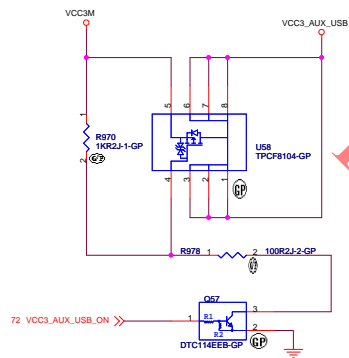 VCC3M
VCC3_AUX_USB
5
6
7
8
1
R970
1KR2J-1-GP
2
U58
TPCF8104-GP
4
3
2
1
GP
R978
1
2
100R2J-2-GP
Q57
72 VCC3_AUX_USB_ON
1
R1
R2
3
2
GP
DTC114EEB-GP